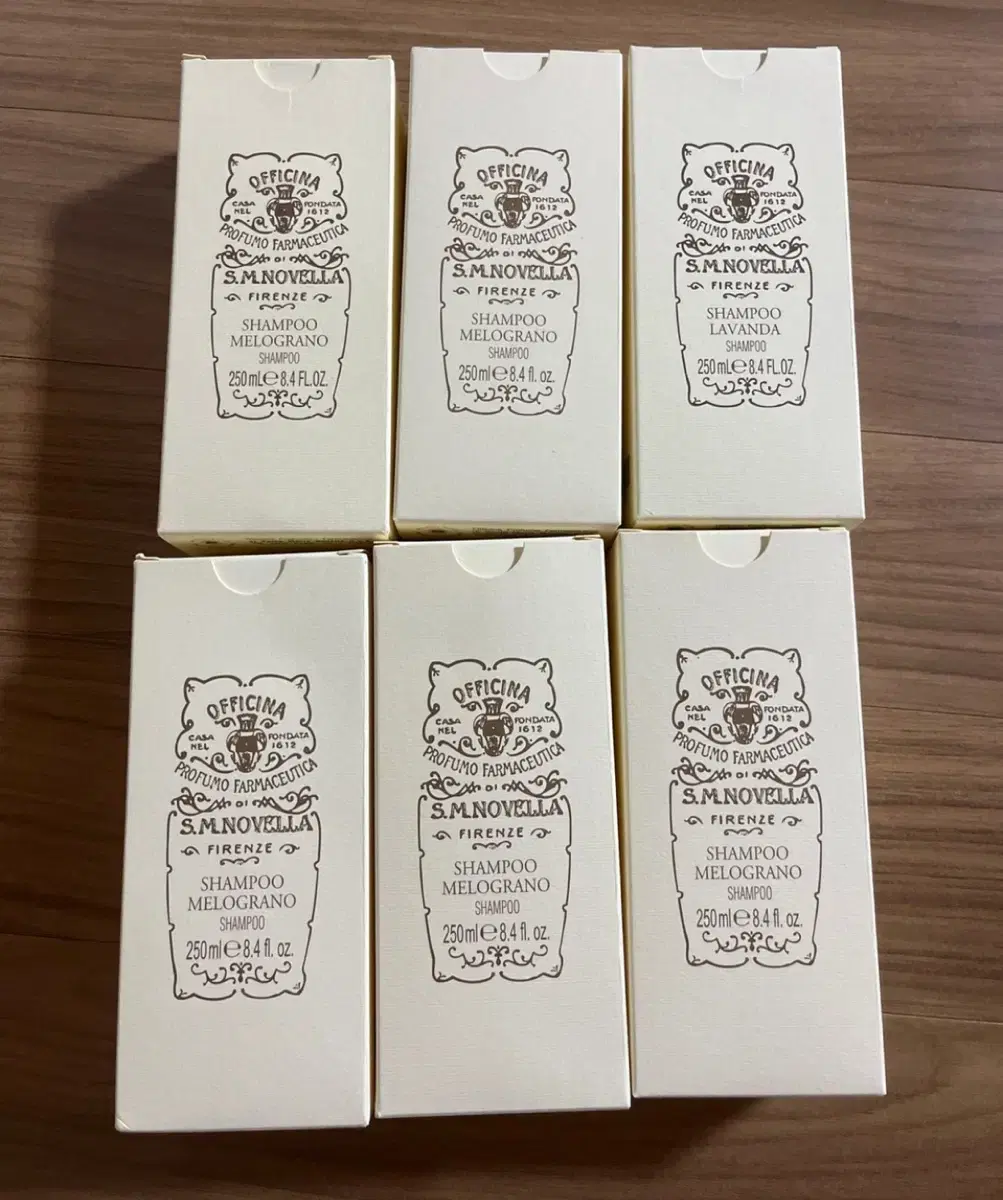 OFFICINA
CASA NEL FONDATA 1612
PROFUMO FARMACEUTICA
DI
S.M.NOVELLA
FIRENZE
SHAMPOO
MELOGRANO
SHAMPOO
250 mL e 8.4 FL.OZ.
OFFICINA
CASA NEL FONDATA 1612
PROFUMO FARMACEUTICA
DI
S.M.NOVELLA
FIRENZE
SHAMPOO
MELOGRANO
SHAMPOO
250 ml e 8.4 fl. oz.
OFFICINA
CASA NEL FONDATA 1612
PROFUMO FARMACEUTICA
DI
S.M.NOVELLA
FIRENZE
SHAMPOO
LAVANDA
SHAMPOO
250 mL e 8.4 FL.OZ.
OFFICINA
CASA NEL FONDATA 1612
PROFUMO FARMACEUTICA
DI
S.M.NOVELLA
FIRENZE
SHAMPOO
MELOGRANO
SHAMPOO
250 ml e 8.4 fl. oz.
OFFICINA
CASA NEL FONDATA 1612
PROFUMO FARMACEUTICA
DI
S.M.NOVELLA
FIRENZE
SHAMPOO
MELOGRANO
SHAMPOO
250 ml e 8.4 fl. oz.
OFFICINA
CASA NEL FONDATA 1612
PROFUMO FARMACEUTICA
DI
S.M.NOVELLA
FIRENZE
SHAMPOO
MELOGRANO
SHAMPOO
250 ml e 8.4 fl. oz.